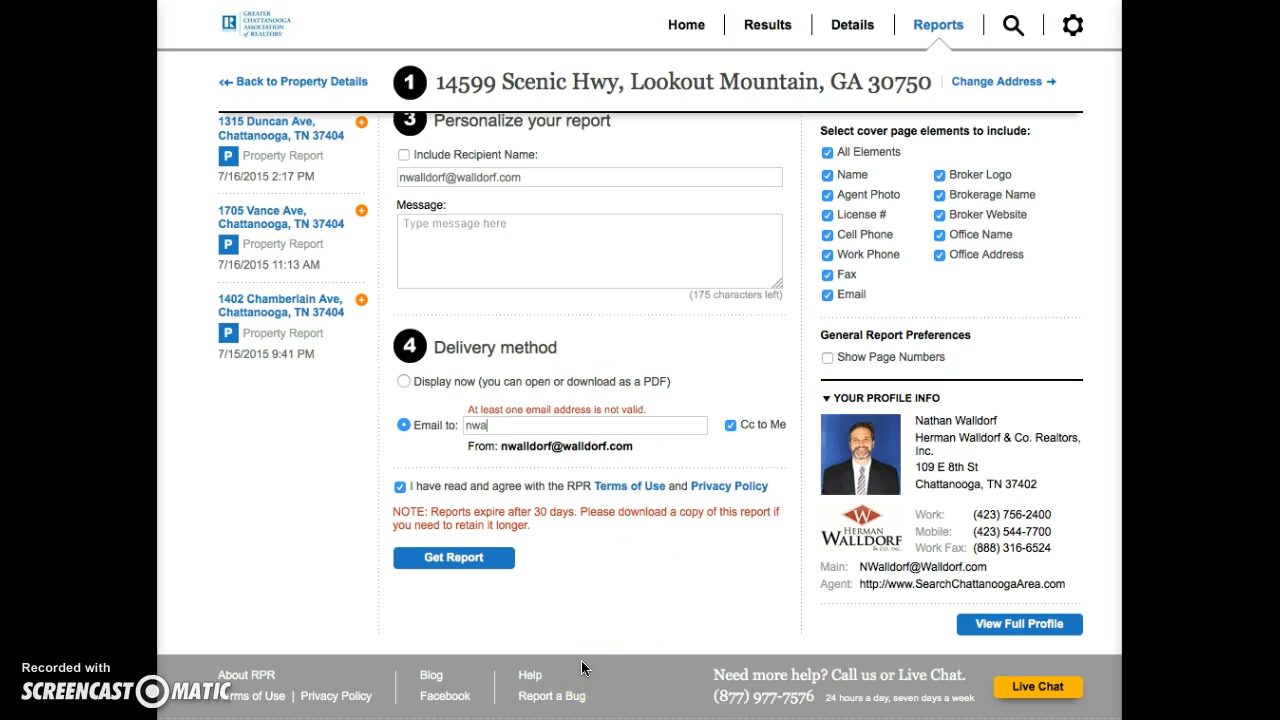 GREATER
CHATTANOOGA
ASSOCIATION
of REALTORS®
Home
Results
Details
Reports
Back to Property Details
1
14599 Scenic Hwy, Lookout Mountain, GA 30750
Change Address
1315 Duncan Ave,
Chattanooga, TN 37404
P Property Report
7/16/2015 2:17 PM
1705 Vance Ave,
Chattanooga, TN 37404
P Property Report
7/16/2015 11:13 AM
1402 Chamberlain Ave,
Chattanooga, TN 37404
P Property Report
7/15/2015 9:41 PM
3 Personalize your report
Include Recipient Name:
nwalldorf@walldorf.com
Message:
Type message here
(175 characters left)
4 Delivery method
Display now (you can open or download as a PDF)
At least one email address is not valid.
Email to: nwa
Cc to Me
From: nwalldorf@walldorf.com
I have read and agree with the RPR Terms of Use and Privacy Policy
NOTE: Reports expire after 30 days. Please download a copy of this report if
you need to retain it longer.
Get Report
Select cover page elements to include:
All Elements
Name
Broker Logo
Agent Photo
Brokerage Name
License #
Broker Website
Cell Phone
Office Name
Work Phone
Office Address
Fax
Email
General Report Preferences
Show Page Numbers
YOUR PROFILE INFO
Nathan Walldorf
Herman Walldorf & Co. Realtors,
Inc.
109 E 8th St
Chattanooga, TN 37402
HERMAN
WALLDORF
& CO. INC.
Work: (423) 756-2400
Mobile: (423) 544-7700
Work Fax: (888) 316-6524
Main: NWalldorf@Walldorf.com
Agent: http://www.SearchChattanoogaArea.com
View Full Profile
About RPR
Blog
Help
Need more help? Call us or Live Chat.
erms of Use | Privacy Policy
Facebook
Report a Bug
(877) 977-7576 24 hours a day, seven days a week
Live Chat
Recorded with
SCREENCAST-O-MATIC